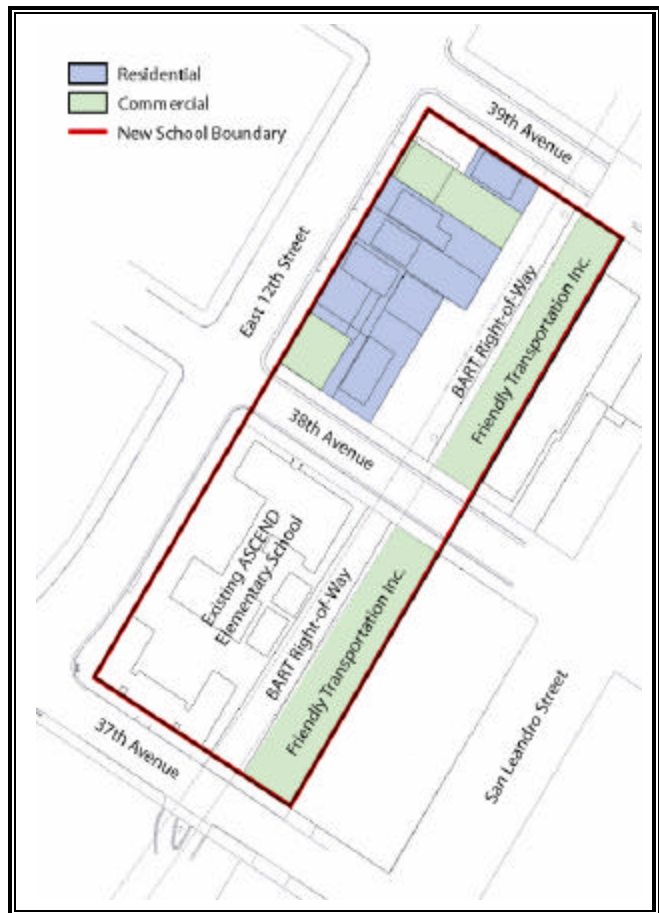 Residential
Commercial
New School Boundary
39th Avenue
East 12th Street
BART Right-of-Way
Friendly Transportation Inc.
38th Avenue
Existing ASCEND
Elementary School
BART Right-of-Way
Friendly Transportation Inc.
37th Avenue
San Leandro Street